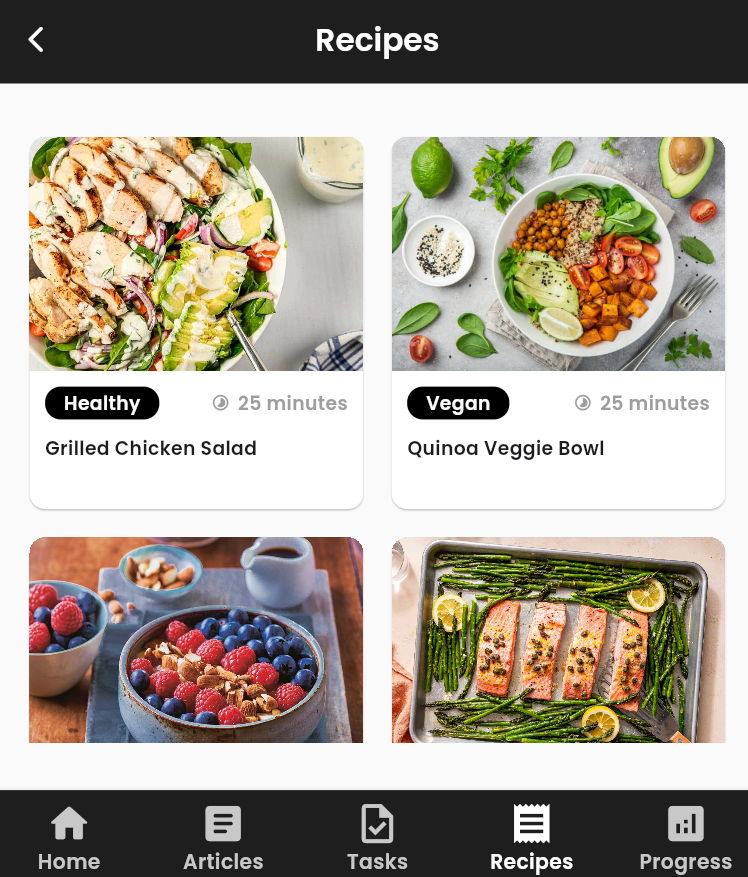 Recipes
Healthy 25 minutes
Grilled Chicken Salad
Vegan 25 minutes
Quinoa Veggie Bowl
Home Articles Tasks Recipes Progress